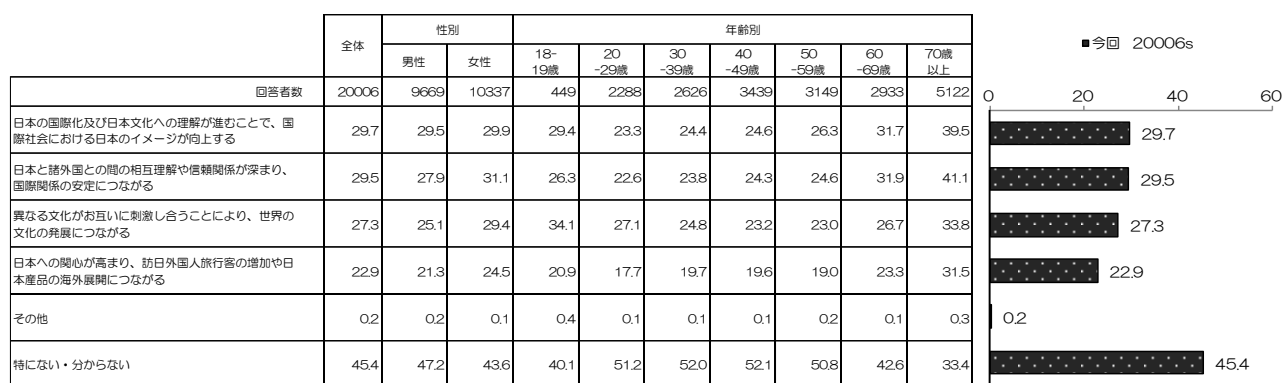 全体 性別 年齢別
男性 女性 18-19歳 20-29歳 30-39歳 40-49歳 50-59歳 60-69歳 70歳以上
回答者数 20006 9669 10337 449 2288 2626 3439 3149 2933 5122
日本の国際化及び日本文化への理解が進むことで、国
際社会における日本のイメージが向上する 29.7 29.5 29.9 29.4 23.3 24.4 24.6 26.3 31.7 39.5
日本と諸外国との間の相互理解や信頼関係が深まり、
国際関係の安定につながる 29.5 27.9 31.1 26.3 22.6 23.8 24.3 24.6 31.9 41.1
異なる文化がお互いに刺激し合うことにより、世界の
文化の発展につながる 27.3 25.1 29.4 34.1 27.1 24.8 23.2 23.0 26.7 33.8
日本への関心が高まり、訪日外国人旅行客の増加や日
本産品の海外展開につながる 22.9 21.3 24.5 20.9 17.7 19.7 19.6 19.0 23.3 31.5
その他 0.2 0.2 0.1 0.4 0.1 0.1 0.1 0.2 0.1 0.3
特にない・分からない 45.4 47.2 43.6 40.1 51.2 52.0 52.1 50.8 42.6 33.4
■今回 20006s
0 20 40 60
29.7
29.5
27.3
22.9
0.2
45.4